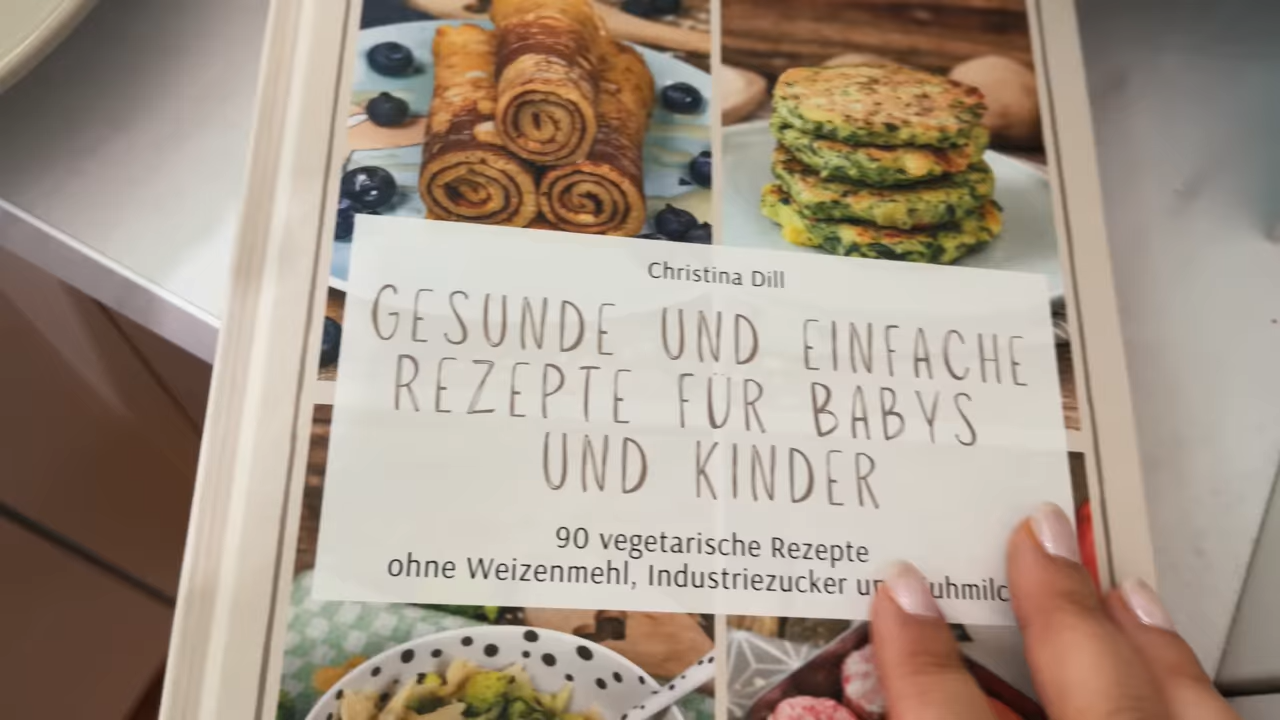 Christina Dill
GESUNDE UND EINFACHE
REZEPTE FÜR BABYS
UND KINDER
90 vegetarische Rezepte
ohne Weizenmehl, Industriezucker